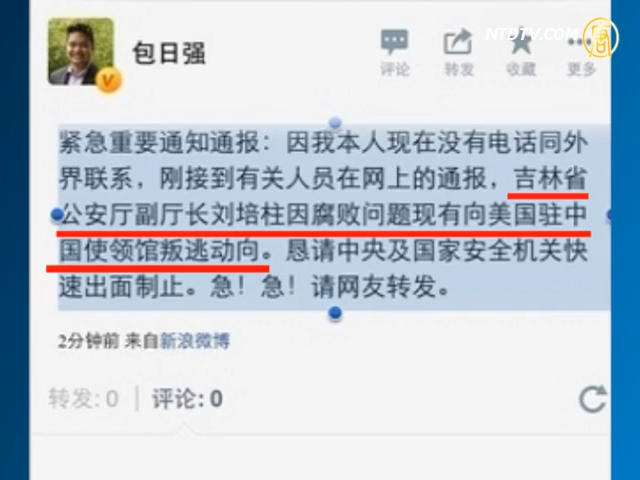 NTDTV.COM
包日强
评论 转发 收藏 更多
紧急重要通知通报：因我本人现在没有电话同外
界联系，刚接到有关人员在网上的通报，吉林省
公安厅副厅长刘培柱因腐败问题现有向美国驻中
国使领馆叛逃动向。恳请中央及国家安全机关快
速出面制止。急！急！请网友转发。
2分钟前 来自新浪微博
转发: 0 | 评论: 0